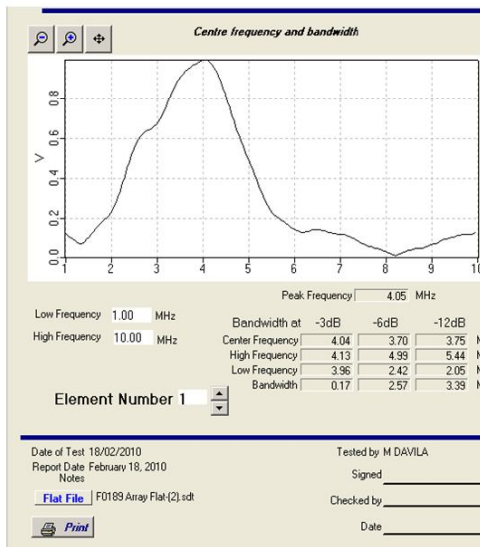 Centre frequency and bandwidth
V
0.8
0.6
0.4
0.2
0.0
1 2 3 4 5 6 7 8 9 10
Peak Frequency 4.05 MHz
Low Frequency 1.00 MHz
High Frequency 10.00 MHz
Bandwidth at -3dB -6dB -12dB
Center Frequency 4.04 3.70 3.75
High Frequency 4.13 4.99 5.44
Low Frequency 3.96 2.42 2.05
Bandwidth 0.17 2.57 3.39
Element Number 1
Date of Test 18/02/2010
Report Date February 18, 2010
Notes
Flat File F0189 Array Flat-(2).sdt
Print
Tested by M DAVILA
Signed
Checked by
Date